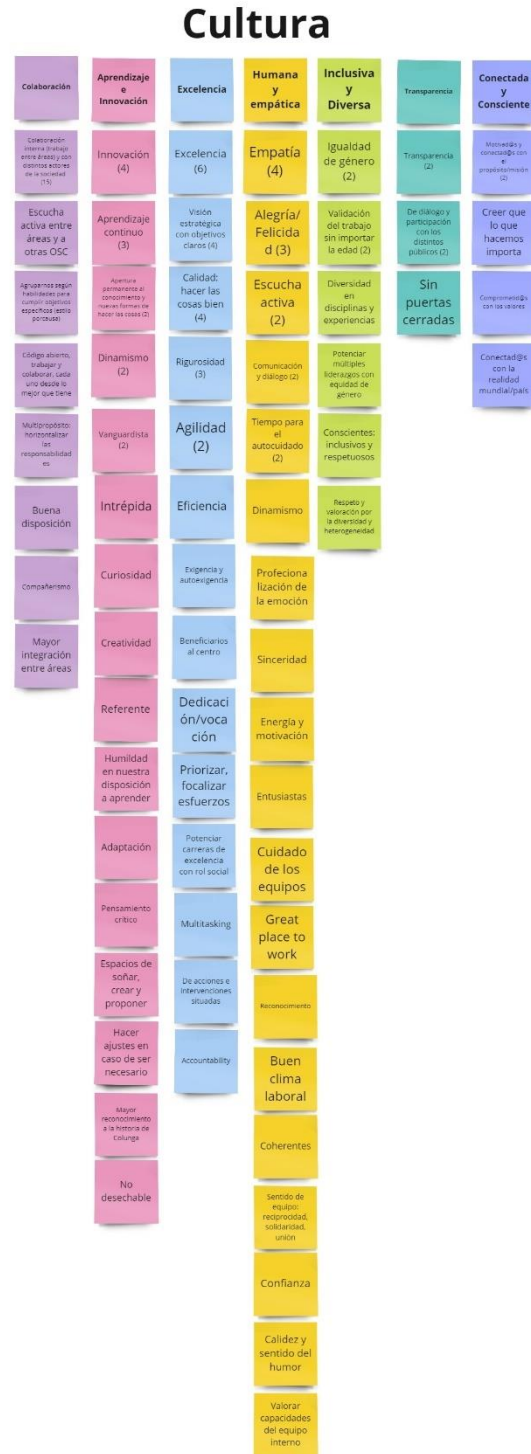 Cultura
Colaboración
Colaboración
interna (trabajo
entre áreas) y con
distintos actores
de la sociedad
(15)
Escucha
activa entre
áreas y a
otras OSC
Agruparnos según
habilidades para
cumplir objetivos
específicos (estilo
portausa)
Código abierto,
trabajar y
colaborar, cada
uno desde lo
mejor que tiene
Multipropósito:
horizontalizar
las
responsabilidad
es
Buena
disposición
Compañerismo
Mayor
integración
entre áreas
Aprendizaje
e
Innovación
Innovación
(4)
Aprendizaje
continuo
(3)
Apertura
permanente al
conocimiento y
nuevas formas de
hacer las cosas (2)
Dinamismo
(2)
Vanguardista
(2)
Intrépida
Curiosidad
Creatividad
Referente
Humildad
en nuestra
disposición
a aprender
Adaptación
Pensamiento
crítico
Espacios de
soñar,
crear y
proponer
Hacer
ajustes en
caso de ser
necesario
Mayor
reconocimiento
a la historia de
Colunga
No
desechable
Excelencia
Excelencia
(6)
Visión
estratégica
con objetivos
claros (4)
Calidad:
hacer las
cosas bien
(4)
Rigurosidad
(3)
Agilidad
(2)
Eficiencia
Exigencia y
autoexigencia
Beneficiarios
al centro
Dedicaci
ón/voca
ción
Priorizar,
focalizar
esfuerzos
Potenciar
carreras de
excelencia
con rol social
Multitasking
De acciones e
intervenciones
situadas
Accountability
Humana
y
empática
Empatía
(4)
Alegría/
Felicida
d (3)
Escucha
activa
(2)
Comunicación
y diálogo (2)
Tiempo para
el
autocuidado
(2)
Dinamismo
Profeciona
lización de
la emoción
Sinceridad
Energía y
motivación
Entusiastas
Cuidado
de los
equipos
Great
place to
work
Reconocimiento
Buen
clima
laboral
Coherentes
Sentido de
equipo:
reciprocidad,
solidaridad,
unión
Confianza
Calidez y
sentido del
humor
Valorar
capacidades
del equipo
interno
Inclusiva
y
Diversa
Igualdad
de género
(2)
Validación
del trabajo
sin importar
la edad (2)
Diversidad
en
disciplinas y
experiencias
Potenciar
múltiples
liderazgos con
equidad de
género
Conscientes:
inclusivos y
respetuosos
Respeto y
valoración por
la diversidad y
heterogeneidad
Transparencia
Transparencia
(2)
De diálogo y
participación
con los
distintos
públicos (2)
Sin
puertas
cerradas
Conectada
y
Consciente
Motivad@s y
conectad@s con
el
propósito/misión
(2)
Creer que
lo que
hacemos
importa
Comprometid@s
con los valores
Conectad@s
con la
realidad
mundial/país